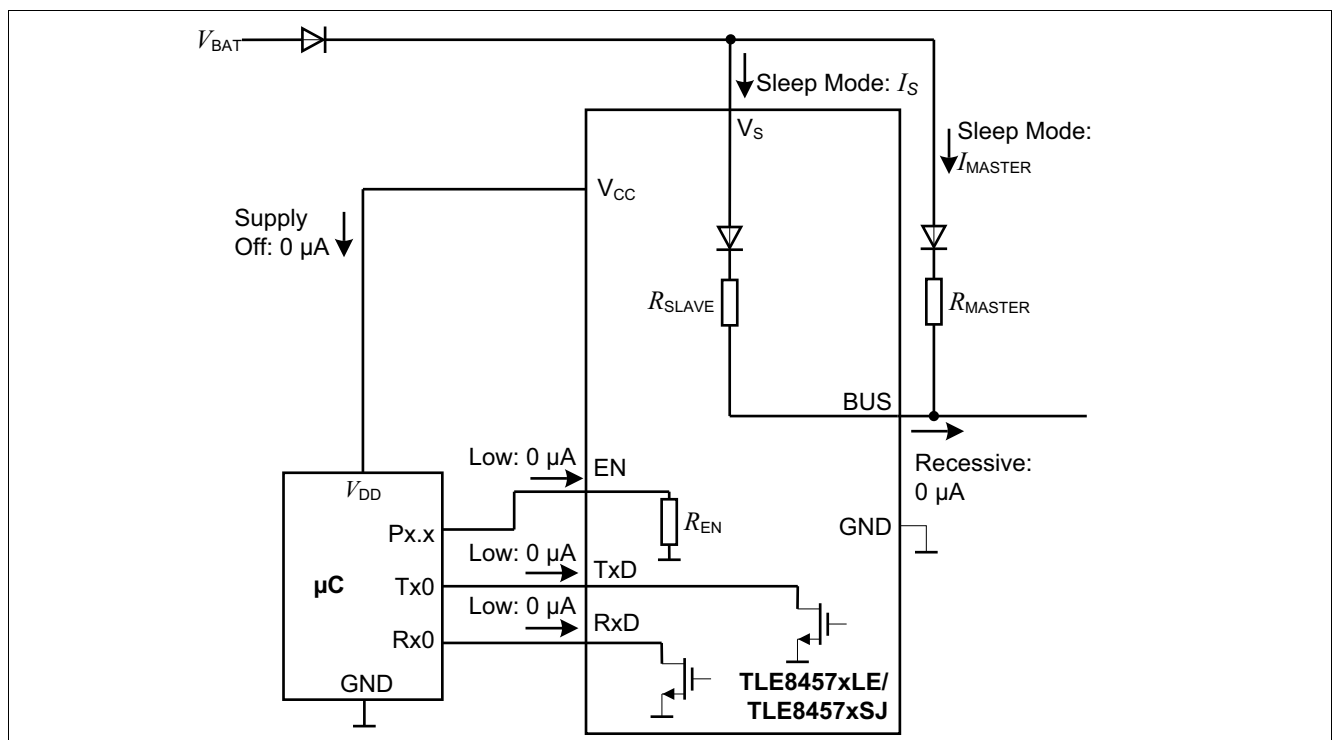 VBAT
Sleep Mode: IS
VS
Sleep Mode:
IMASTER
VCC
Supply
Off: 0 µA
RSLAVE
RMASTER
BUS
Recessive:
0 µA
Low: 0 µA
EN
VDD
REN
GND
Px.x
Low: 0 µA
TxD
µC
Tx0
Low: 0 µA
RxD
Rx0
GND
TLE8457xLE/
TLE8457xSJ